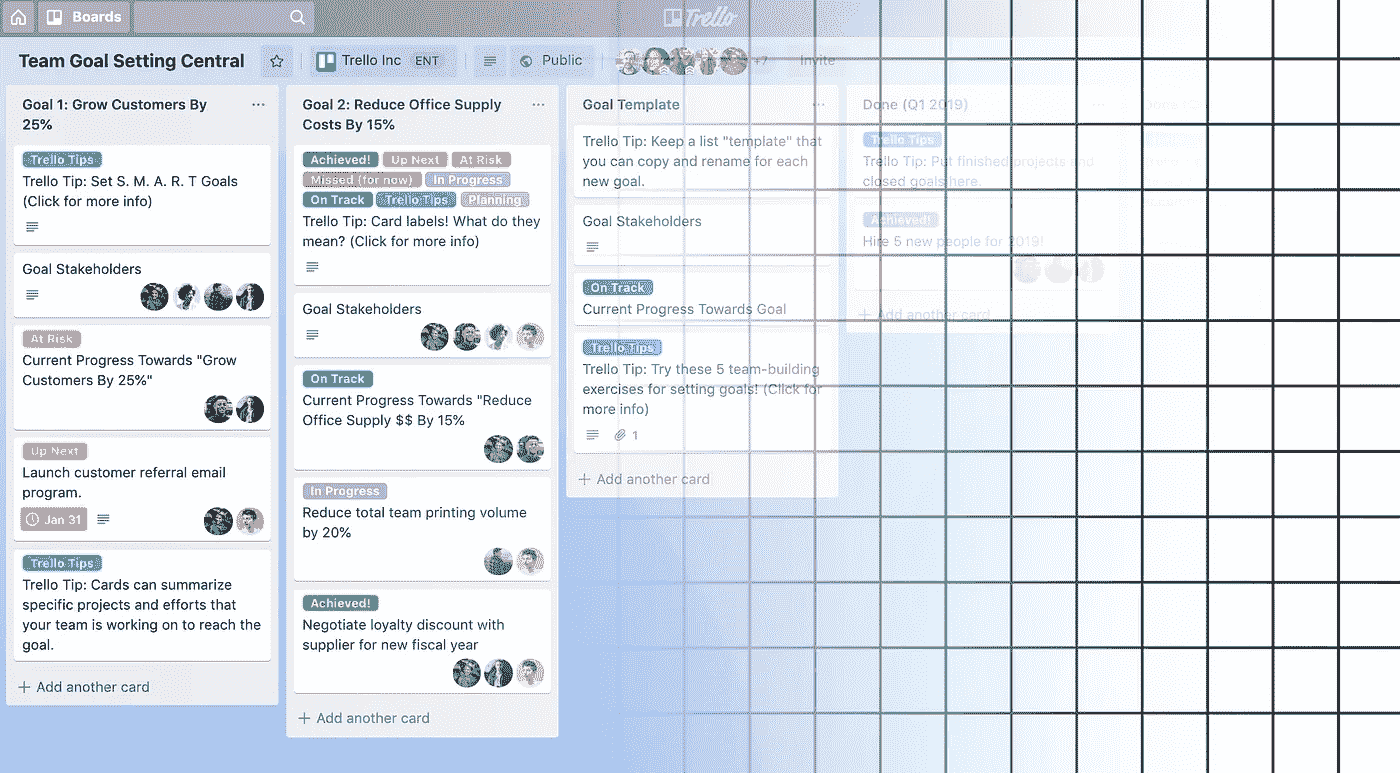 Boards
Trello
Team Goal Setting Central
Trello Inc ENT
Public
+7
Invite
Goal 1: Grow Customers By
25%
Trello Tips
Trello Tip: Set S. M. A. R. T Goals
(Click for more info)
Goal Stakeholders
At Risk
Current Progress Towards "Grow
Customers By 25%"
Up Next
Launch customer referral email
program.
Jan 31
Trello Tips
Trello Tip: Cards can summarize
specific projects and efforts that
your team is working on to reach the
goal.
+ Add another card
Goal 2: Reduce Office Supply
Costs By 15%
Achieved! Up Next At Risk
Missed (for now) In Progress
On Track Trello Tips Planning
Trello Tip: Card labels! What do they
mean? (Click for more info)
Goal Stakeholders
On Track
Current Progress Towards "Reduce
Office Supply $$ By 15%
In Progress
Reduce total team printing volume
by 20%
Achieved!
Negotiate loyalty discount with
supplier for new fiscal year
+ Add another card
Goal Template
Trello Tip: Keep a list "template" that
you can copy and rename for each
new goal.
Goal Stakeholders
On Track
Current Progress Towards Goal
Trello Tips
Trello Tip: Try these 5 team-building
exercises for setting goals! (Click for
more info)
1
+ Add another card
Done (Q1 2019)
Trello Tips
Trello Tip: Put finished projects and
closed goals here.
Achieved!
Hire 5 new people for 2019!
+ Add another card